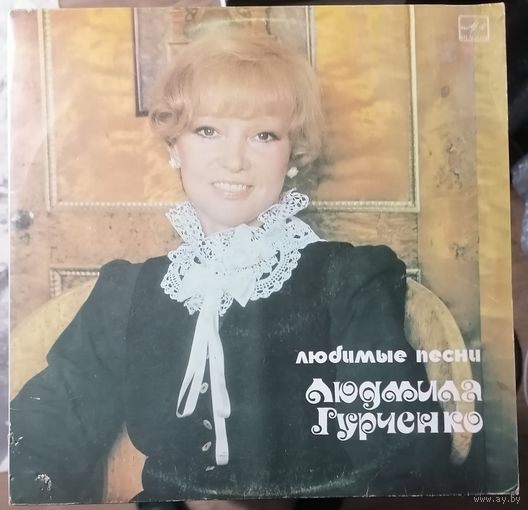 любимые песни
Людмила
Гурченко
www.ay.by